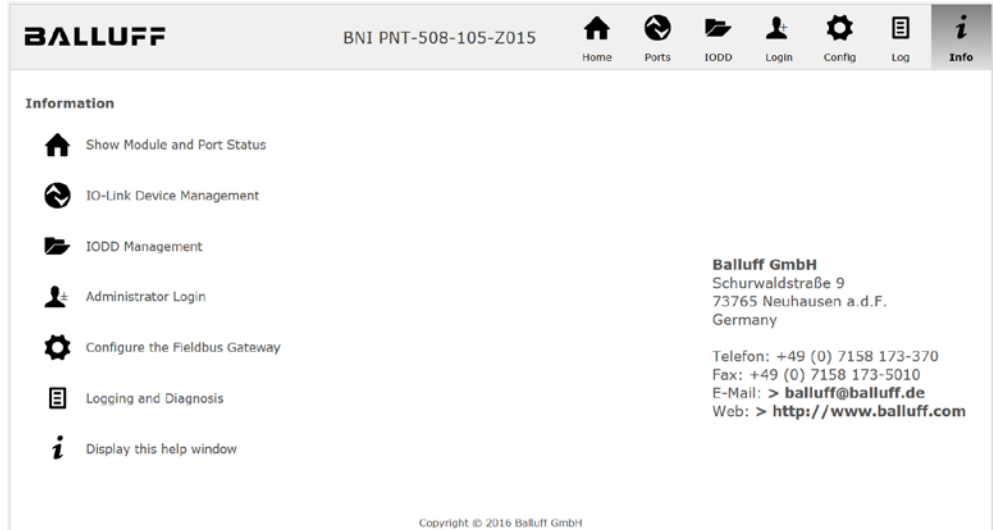 BALLUFF
BNI PNT-508-105-Z015
Home
Ports
IODD
Login
Config
Log
Info
Information
Show Module and Port Status
IO-Link Device Management
IODD Management
Administrator Login
Configure the Fieldbus Gateway
Logging and Diagnosis
Display this help window
Balluff GmbH
Schurwaldstraße 9
73765 Neuhausen a.d.F.
Germany
Telefon: +49 (0) 7158 173-370
Fax: +49 (0) 7158 173-5010
E-Mail: > balluff@balluff.de
Web: > http://www.balluff.com
Copyright © 2016 Balluff GmbH